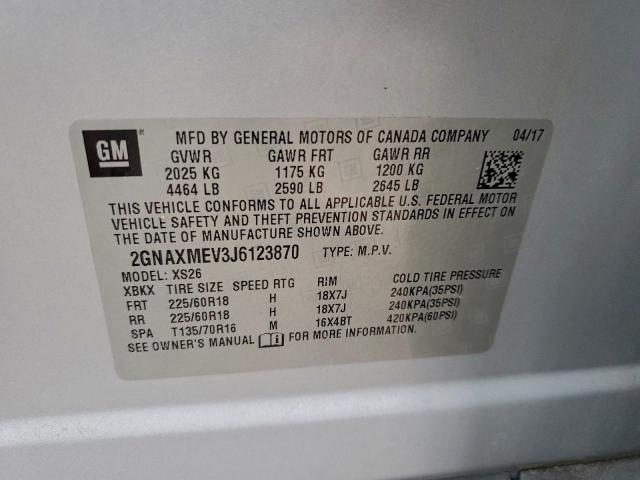 GM
MFD BY GENERAL MOTORS OF CANADA COMPANY 04/17
GVWR GAWR FRT GAWR RR
2025 KG 1175 KG 1200 KG
4464 LB 2590 LB 2645 LB
THIS VEHICLE CONFORMS TO ALL APPLICABLE U.S. FEDERAL MOTOR
VEHICLE SAFETY AND THEFT PREVENTION STANDARDS IN EFFECT ON
THE DATE OF MANUFACTURE SHOWN ABOVE.
2GNAXMEV3J6123870 TYPE: M.P.V.
MODEL: XS26
XBKX TIRE SIZE SPEED RTG RIM COLD TIRE PRESSURE
FRT 225/60R18 H 18X7J 240KPA(35PSI)
RR 225/60R18 H 18X7J 240KPA(35PSI)
SPA T135/70R16 M 16X4BT 420KPA(60PSI)
SEE OWNER'S MANUAL FOR MORE INFORMATION.